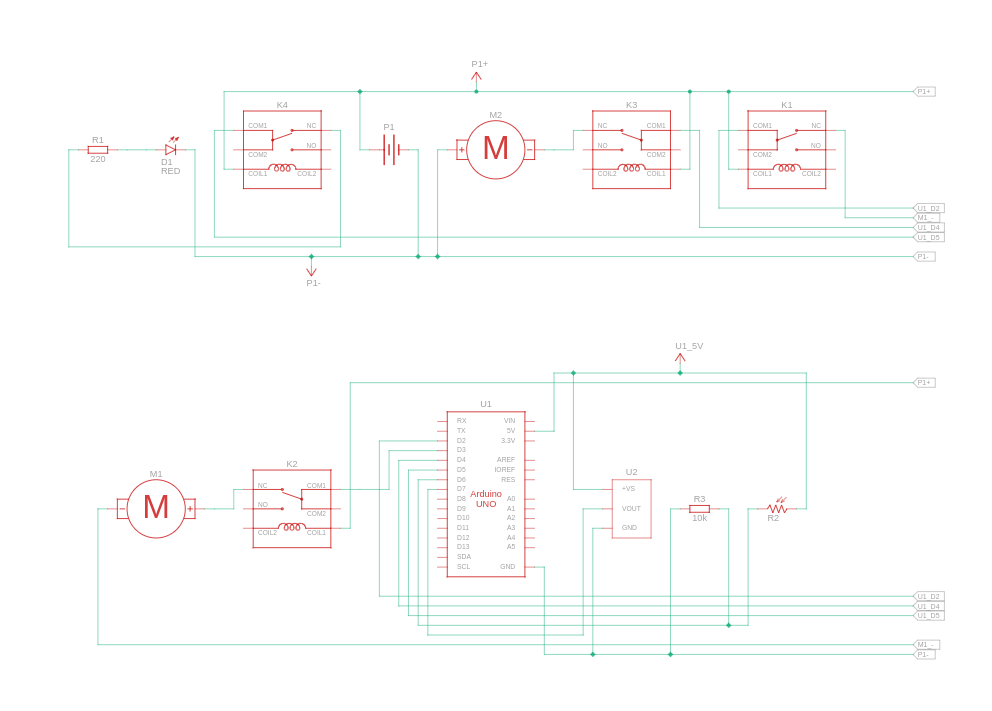 P1+
P1+
K4
COM1 NC
NO
COM2
COIL1 COIL2
P1
M2
M
+ -
K3
NC COM1
NO
COM2
COIL2 COIL1
K1
COM1 NC
NO
COM2
COIL1 COIL2
R1
220
D1
RED
U1_D2
M1_-
U1_D4
U1_D5
P1-
P1-
U1_5V
P1+
U1
RX VIN
TX 5V
D2 3.3V
D3
D4 AREF
D5 IOREF
D6 RES
D7
D8 A0
D9 A1
D10 A2
D11 A3
D12 A4
D13 A5
SDA
SCL GND
Arduino
UNO
M1
M
- +
K2
NC COM1
NO
COM2
COIL2 COIL1
U2
+VS
VOUT
GND
R3
10k
R2
U1_D2
U1_D4
U1_D5
M1_-
P1-